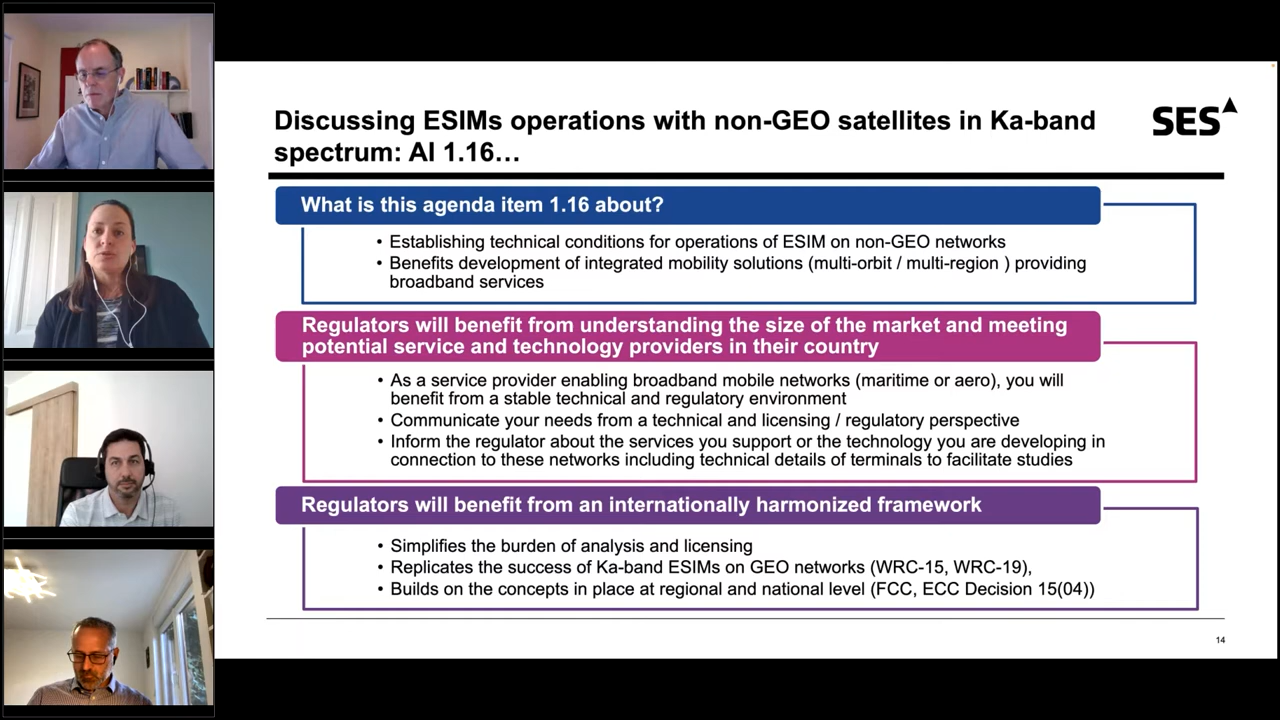 Discussing ESIMs operations with non-GEO satellites in Ka-band
spectrum: AI 1.16…
SES
What is this agenda item 1.16 about?
• Establishing technical conditions for operations of ESIM on non-GEO networks
• Benefits development of integrated mobility solutions (multi-orbit / multi-region ) providing
broadband services
Regulators will benefit from understanding the size of the market and meeting
potential service and technology providers in their country
• As a service provider enabling broadband mobile networks (maritime or aero), you will
benefit from a stable technical and regulatory environment
• Communicate your needs from a technical and licensing / regulatory perspective
• Inform the regulator about the services you support or the technology you are developing in
connection to these networks including technical details of terminals to facilitate studies
Regulators will benefit from an internationally harmonized framework
• Simplifies the burden of analysis and licensing
• Replicates the success of Ka-band ESIMs on GEO networks (WRC-15, WRC-19),
• Builds on the concepts in place at regional and national level (FCC, ECC Decision 15(04))
14